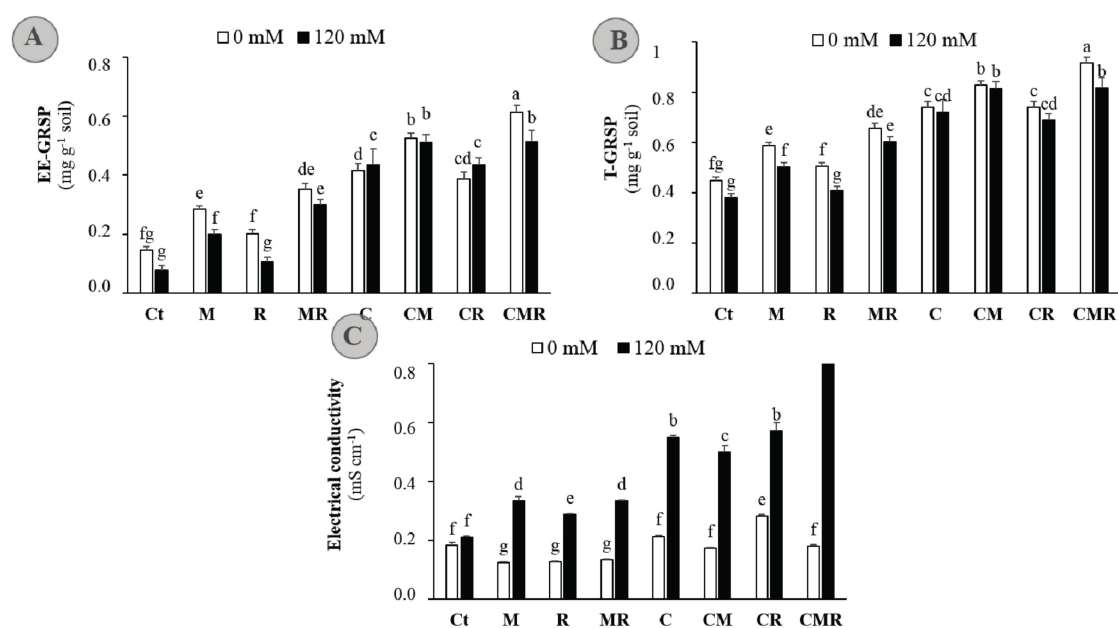 A
0 mM 120 mM
EE-GRSP
(mg g⁻¹ soil)
0.8
0.6
0.4
0.2
0.0
fg g e f f g de e d c b b cd c a b
Ct M R MR C CM CR CMR
B
0 mM 120 mM
T-GRSP
(mg g⁻¹ soil)
1
0.8
0.6
0.4
0.2
0
fg g e f f g de e c cd b b c cd a b
Ct M R MR C CM CR CMR
C
0 mM 120 mM
Electrical conductivity
(mS cm⁻¹)
0.8
0.6
0.4
0.2
0.0
f f g d g e g d f b f c e b f
Ct M R MR C CM CR CMR